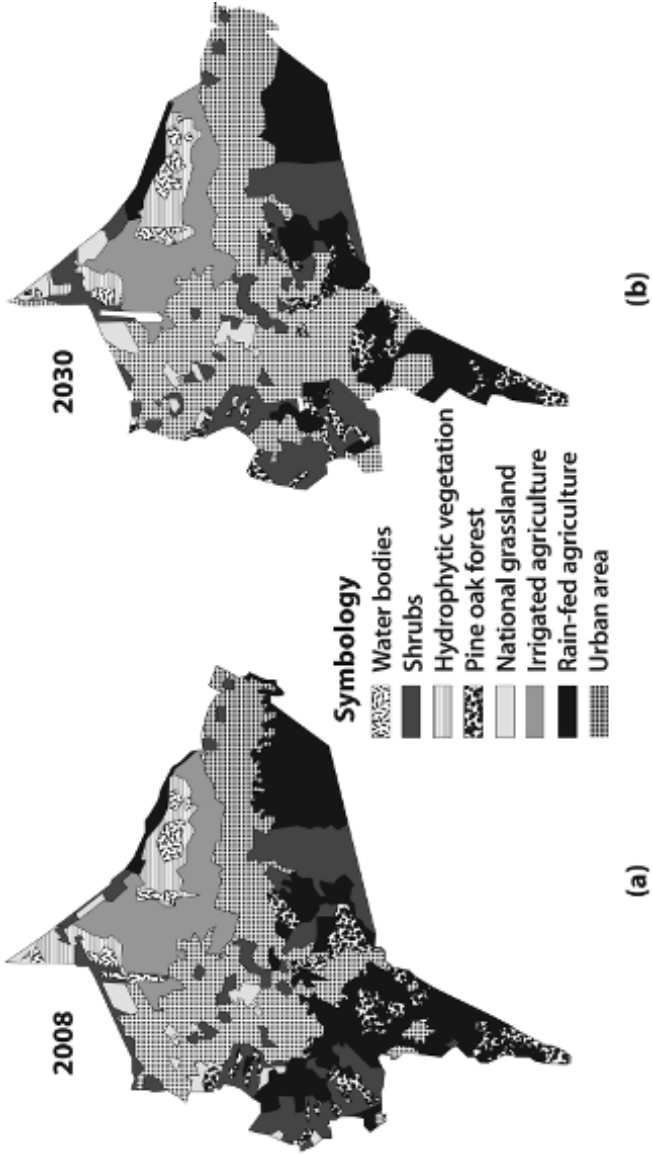 2008
2030
Symbology
Water bodies
Shrubs
Hydrophytic vegetation
Pine oak forest
National grassland
Irrigated agriculture
Rain-fed agriculture
Urban area
(a)
(b)